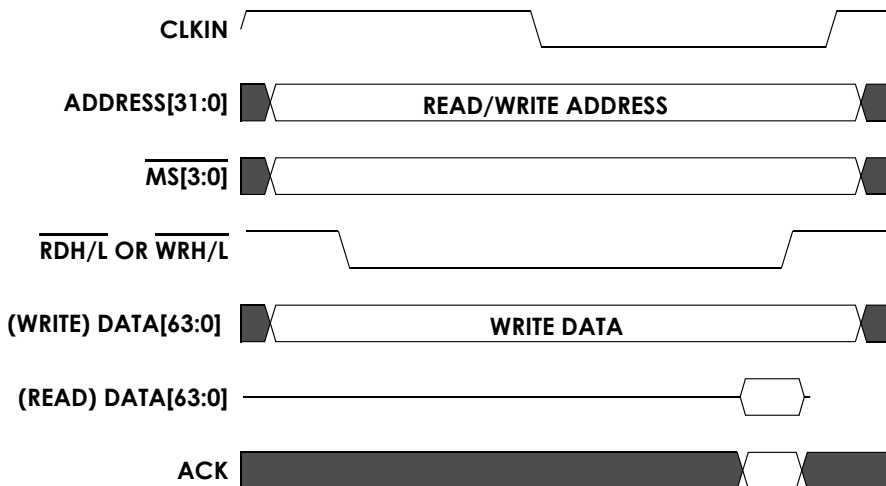 CLKIN
ADDRESS[31:0]
READ/WRITE ADDRESS
MS[3:0]
RDH/L OR WRH/L
(WRITE) DATA[63:0]
WRITE DATA
(READ) DATA[63:0]
ACK